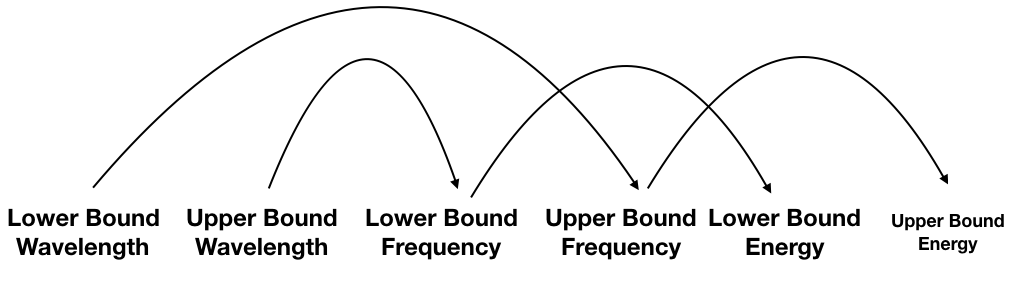 Lower Bound
Wavelength
Upper Bound
Wavelength
Lower Bound
Frequency
Upper Bound
Frequency
Lower Bound
Energy
Upper Bound
Energy